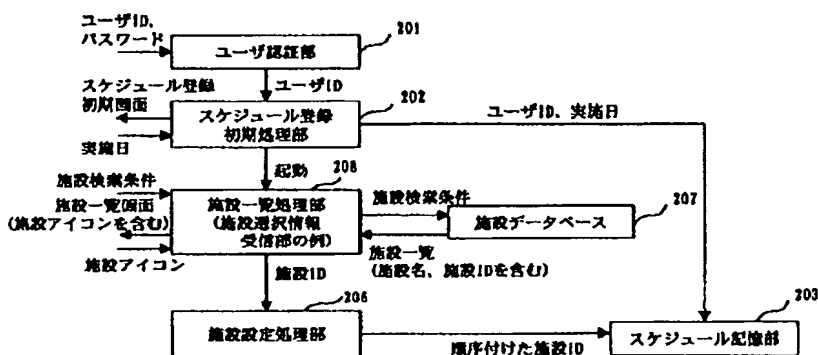 ユーザID、
パスワード
ユーザ認証部
201
スケジュール登録
初期画面
ユーザID
スケジュール登録
初期処理部
202
ユーザID、実施日
実施日
起動
208
施設検索条件
施設一覧画面
(施設アイコンを含む)
施設アイコン
施設一覧処理部
(施設選択情報
受信部の例)
施設検索条件
施設データベース
207
施設一覧
(施設名、施設IDを含む)
施設ID
206
施設設定処理部
順序付けた施設ID
スケジュール記憶部
203